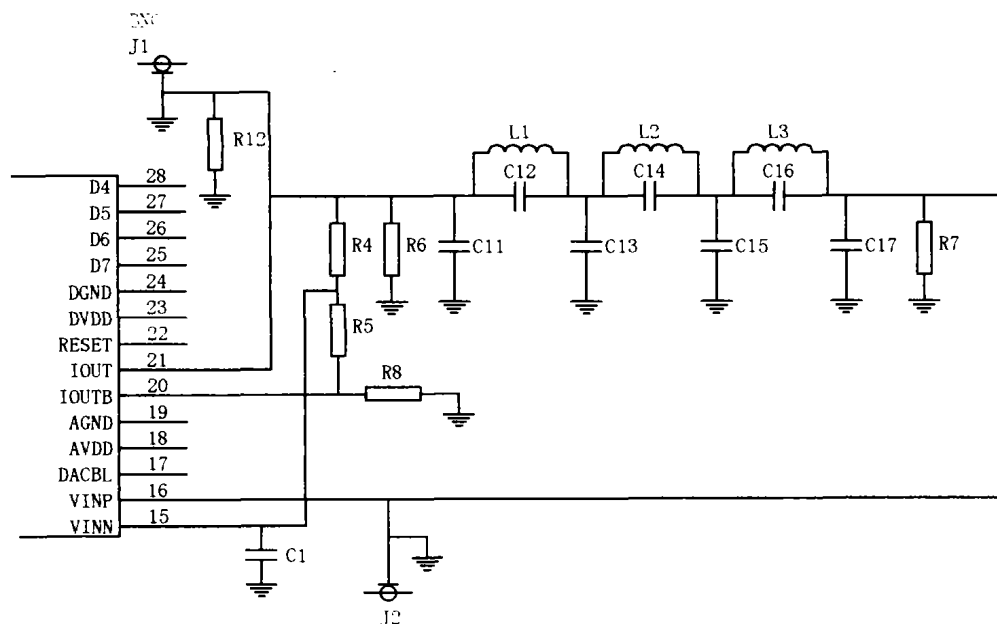 BNC
J1
R12
L1
L2
L3
C12
C14
C16
R4
R6
C11
C13
C15
C17
R7
R5
R8
D4 28
D5 27
D6 26
D7 25
DGND 24
DVDD 23
RESET 22
IOUT 21
IOUTB 20
AGND 19
AVDD 18
DACBL 17
VINP 16
VINN 15
C1
J2